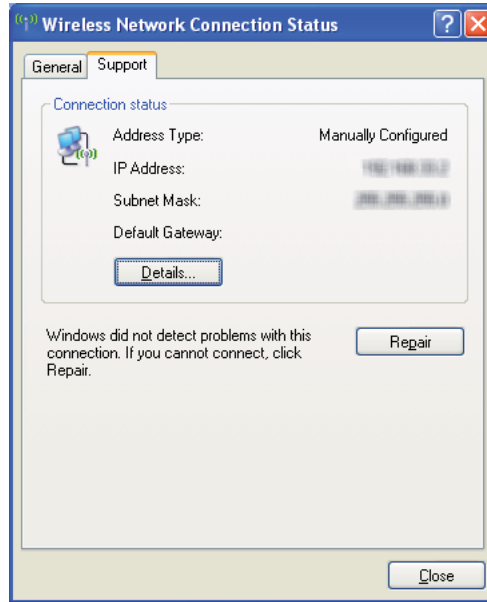 Wireless Network Connection Status
General Support
Connection status
Address Type: Manually Configured
IP Address:
Subnet Mask:
Default Gateway:
Details...
Windows did not detect problems with this
connection. If you cannot connect, click
Repair.
Repair
Close